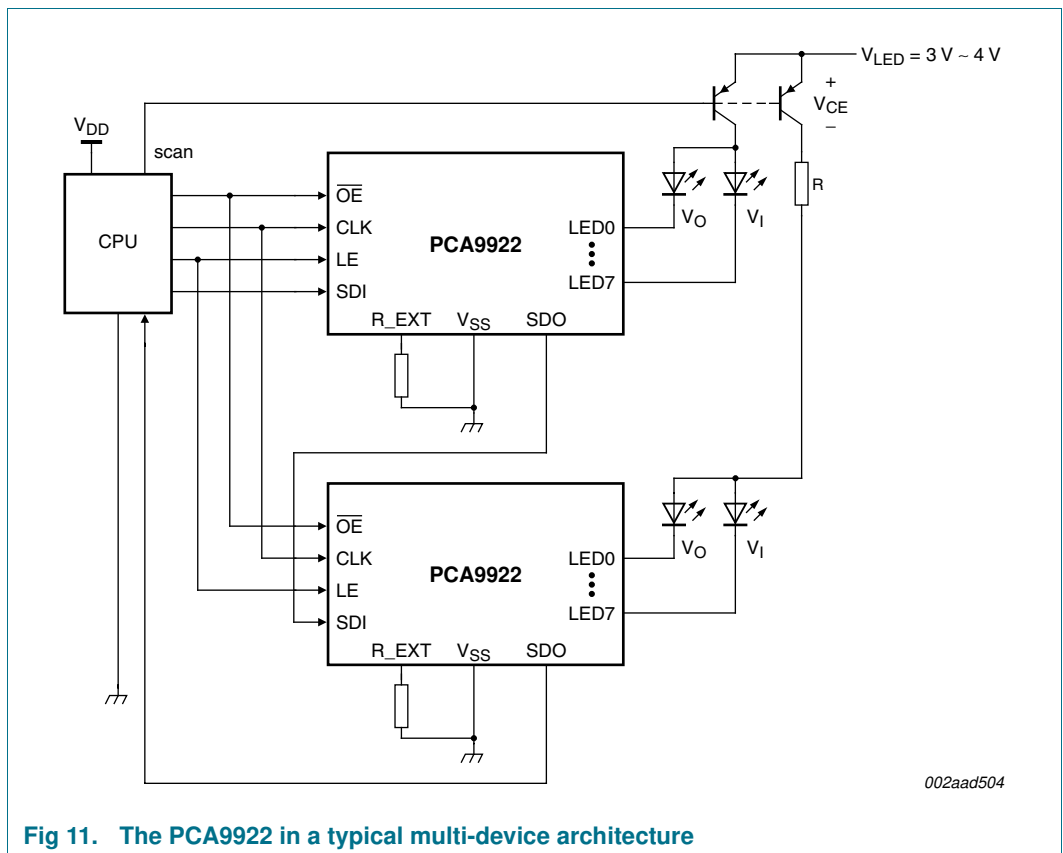 V_LED = 3 V ~ 4 V
+
V_CE
−
V_DD
scan
R
CPU
O̅E̅
CLK
LE
SDI
PCA9922
LED0
LED7
V_O
V_I
R_EXT
V_SS
SDO
O̅E̅
CLK
LE
SDI
PCA9922
LED0
LED7
V_O
V_I
R_EXT
V_SS
SDO
002aad504
Fig 11. The PCA9922 in a typical multi-device architecture